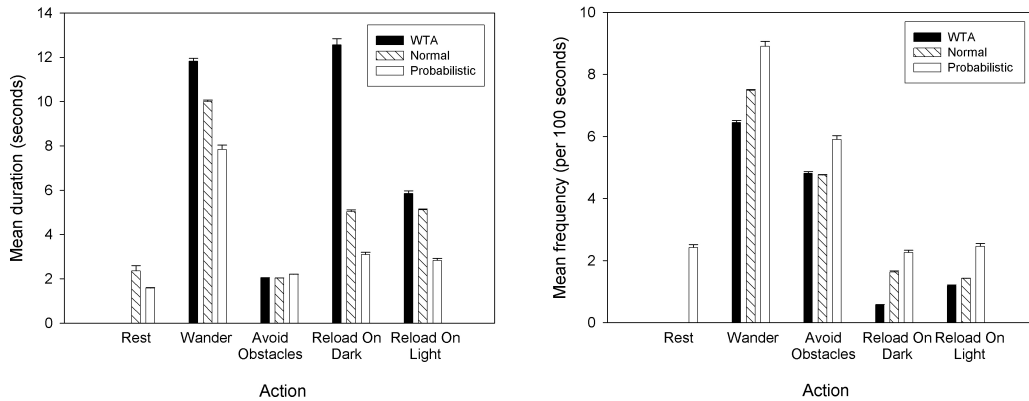 Mean duration (seconds)
14
12
10
8
6
4
2
0
WTA
Normal
Probabilistic
Rest
Wander
Avoid
Obstacles
Reload On
Dark
Reload On
Light
Action
Mean frequency (per 100 seconds)
10
8
6
4
2
0
WTA
Normal
Probabilistic
Rest
Wander
Avoid
Obstacles
Reload On
Dark
Reload On
Light
Action